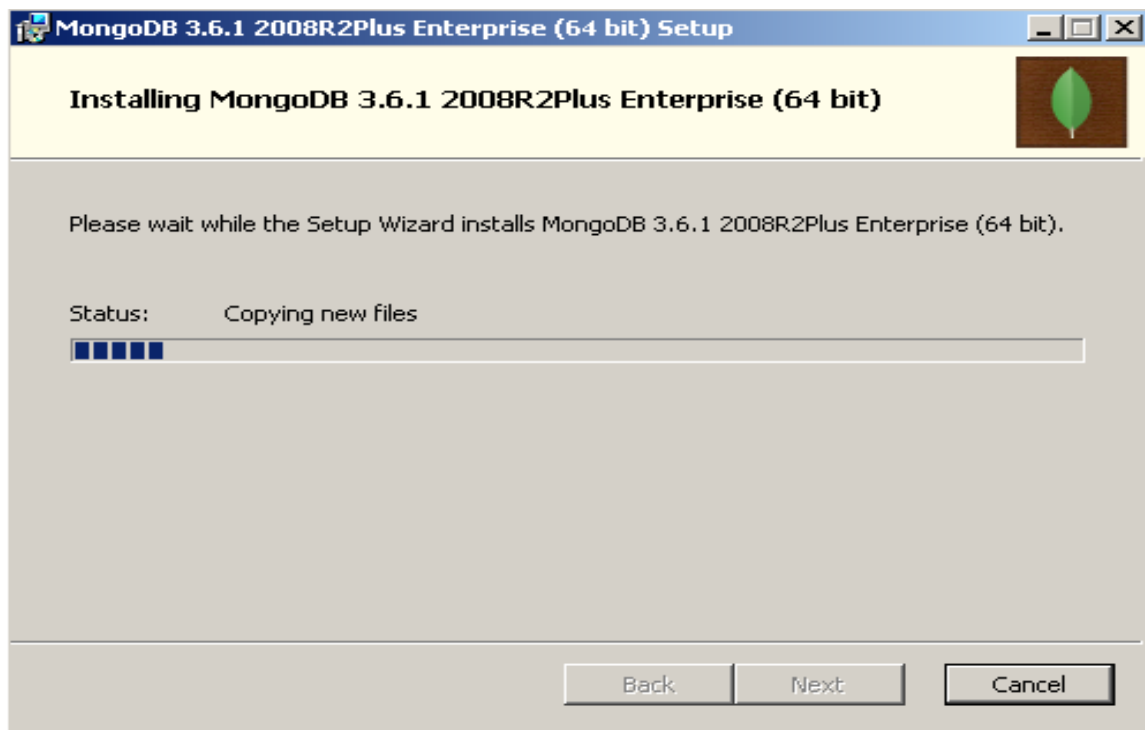 MongoDB 3.6.1 2008R2Plus Enterprise (64 bit) Setup
Installing MongoDB 3.6.1 2008R2Plus Enterprise (64 bit)
Please wait while the Setup Wizard installs MongoDB 3.6.1 2008R2Plus Enterprise (64 bit).
Status: Copying new files
Back Next Cancel